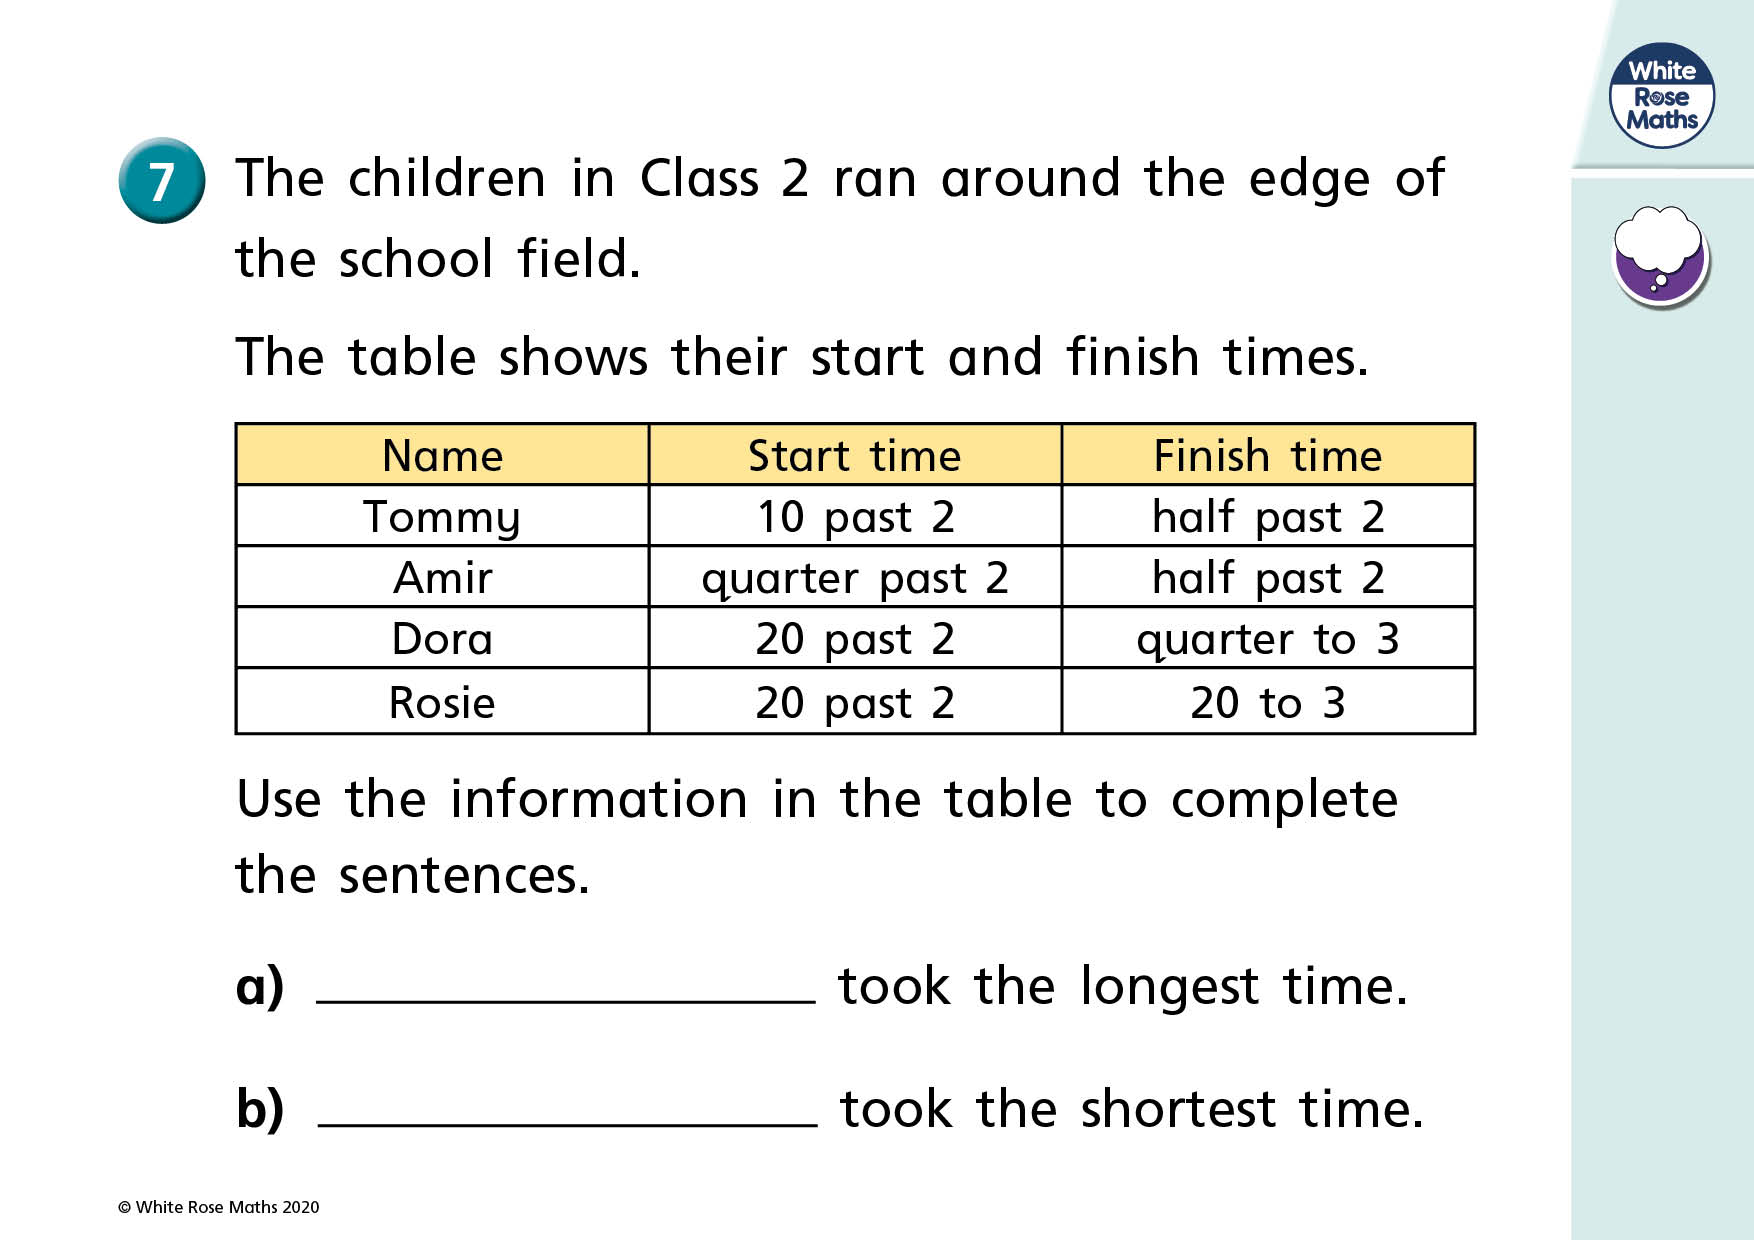 White
Rose
Maths
7 The children in Class 2 ran around the edge of
the school field.
The table shows their start and finish times.
Name Start time Finish time
Tommy 10 past 2 half past 2
Amir quarter past 2 half past 2
Dora 20 past 2 quarter to 3
Rosie 20 past 2 20 to 3
Use the information in the table to complete
the sentences.
a) took the longest time.
b) took the shortest time.
© White Rose Maths 2020